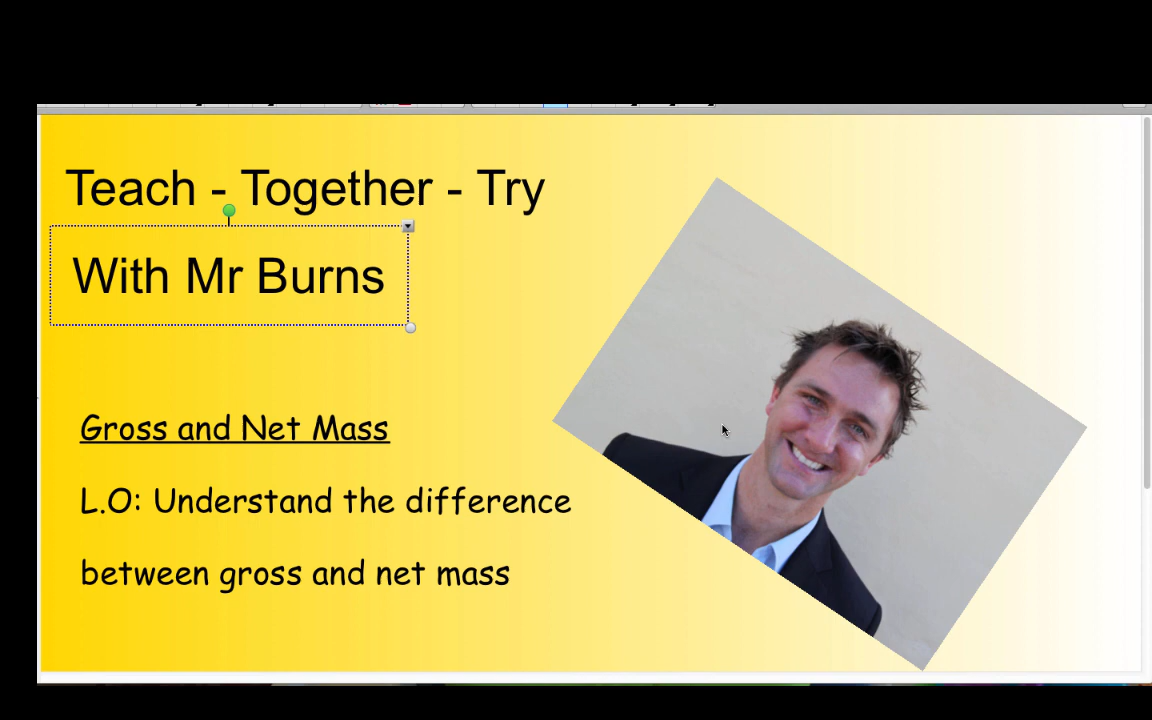 Teach - Together - Try
With Mr Burns
Gross and Net Mass
L.O: Understand the difference
between gross and net mass